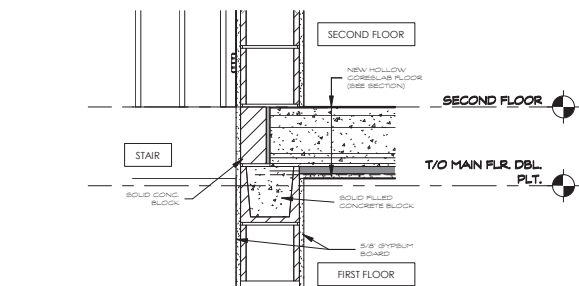 SECOND FLOOR
NEW HOLLOW
CORESLAB FLOOR
(SEE SECTION)
SECOND FLOOR
STAIR
T/O MAIN FLR. DBL.
PLT.
SOLID CONC.
BLOCK
SOLID FILLED
CONCRETE BLOCK
5/8" GYPSUM
BOARD
FIRST FLOOR